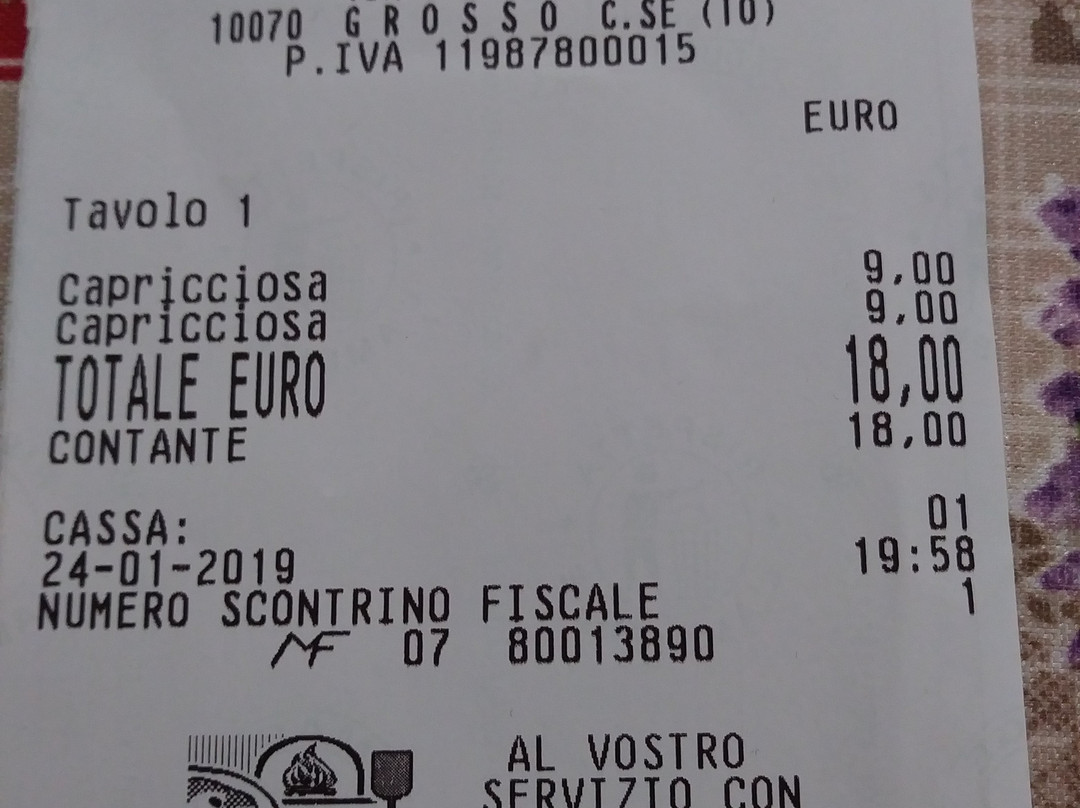 10070 G R O S S O C.SE (TO)
P.IVA 11987800015
EURO
Tavolo 1
capricciosa 9,00
capricciosa 9,00
TOTALE EURO 18,00
CONTANTE 18,00
CASSA: 01
24-01-2019 19:58
NUMERO SCONTRINO FISCALE 1
MF 07 80013890
AL VOSTRO
SERVIZIO CON